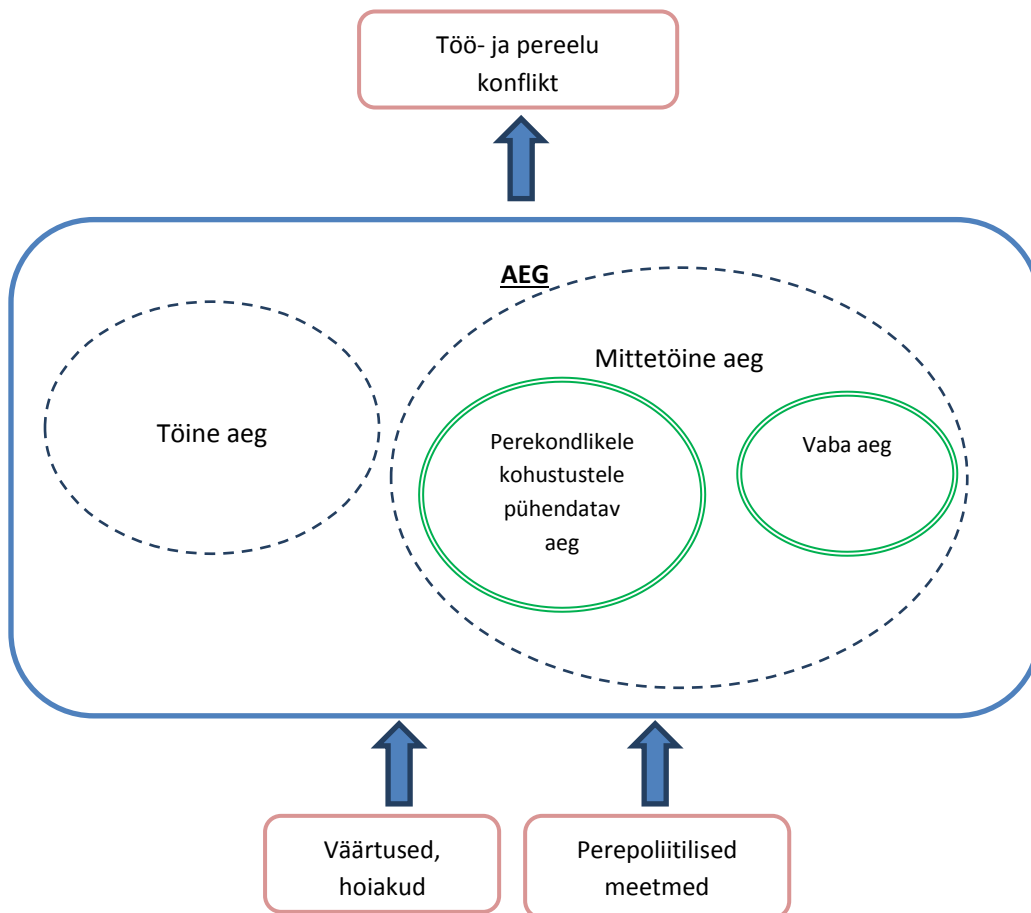 Töö- ja pereelu
konflikt
AEG
Mittetöine aeg
Töine aeg
Perekondlikele
kohustustele
pühendatav
aeg
Vaba aeg
Väärtused,
hoiakud
Perepoliitilised
meetmed